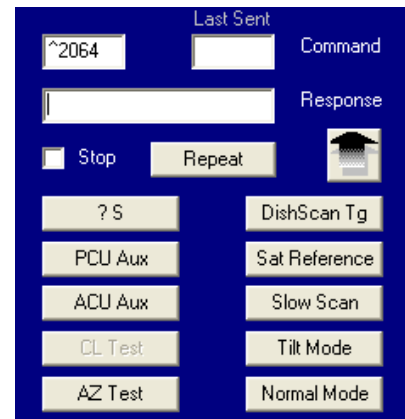 Last Sent
^2064 Command
Response
Stop Repeat
? S DishScan Tg
PCU Aux Sat Reference
ACU Aux Slow Scan
CL Test Tilt Mode
AZ Test Normal Mode